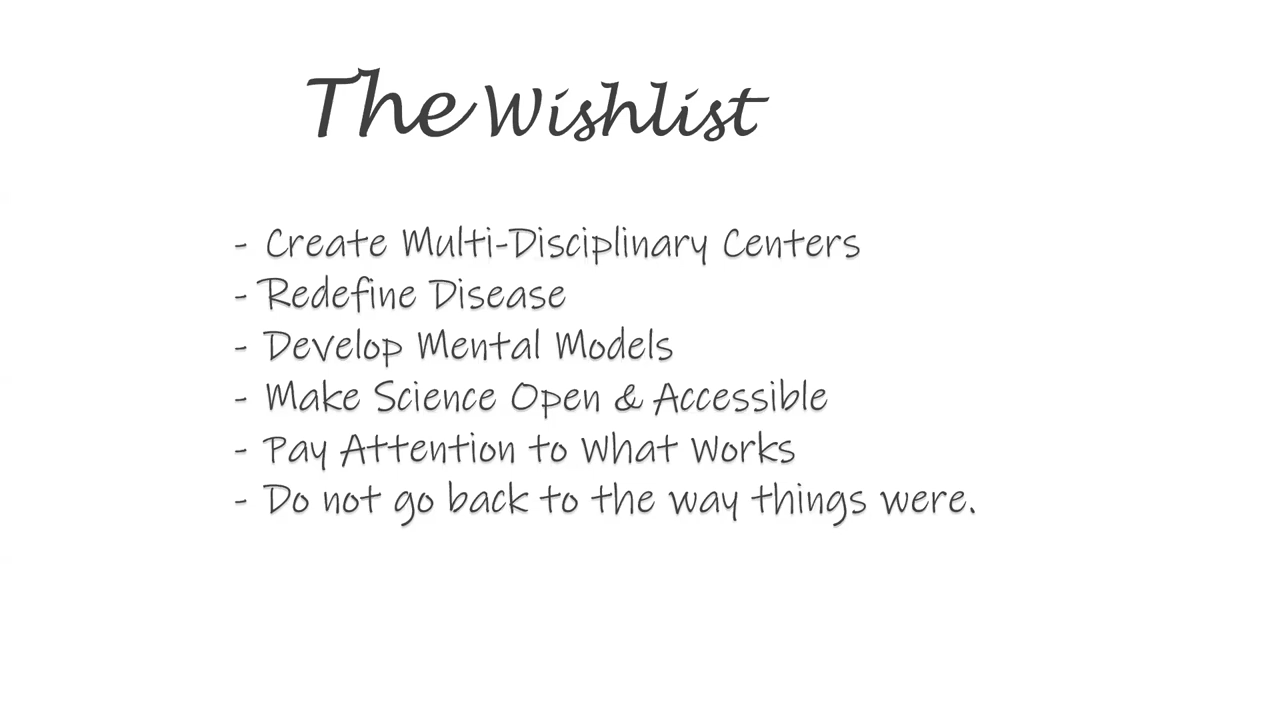 The Wishlist
- Create Multi-Disciplinary Centers
- Redefine Disease
- Develop Mental Models
- Make Science Open & Accessible
- Pay Attention to What Works
- Do not go back to the way things were.